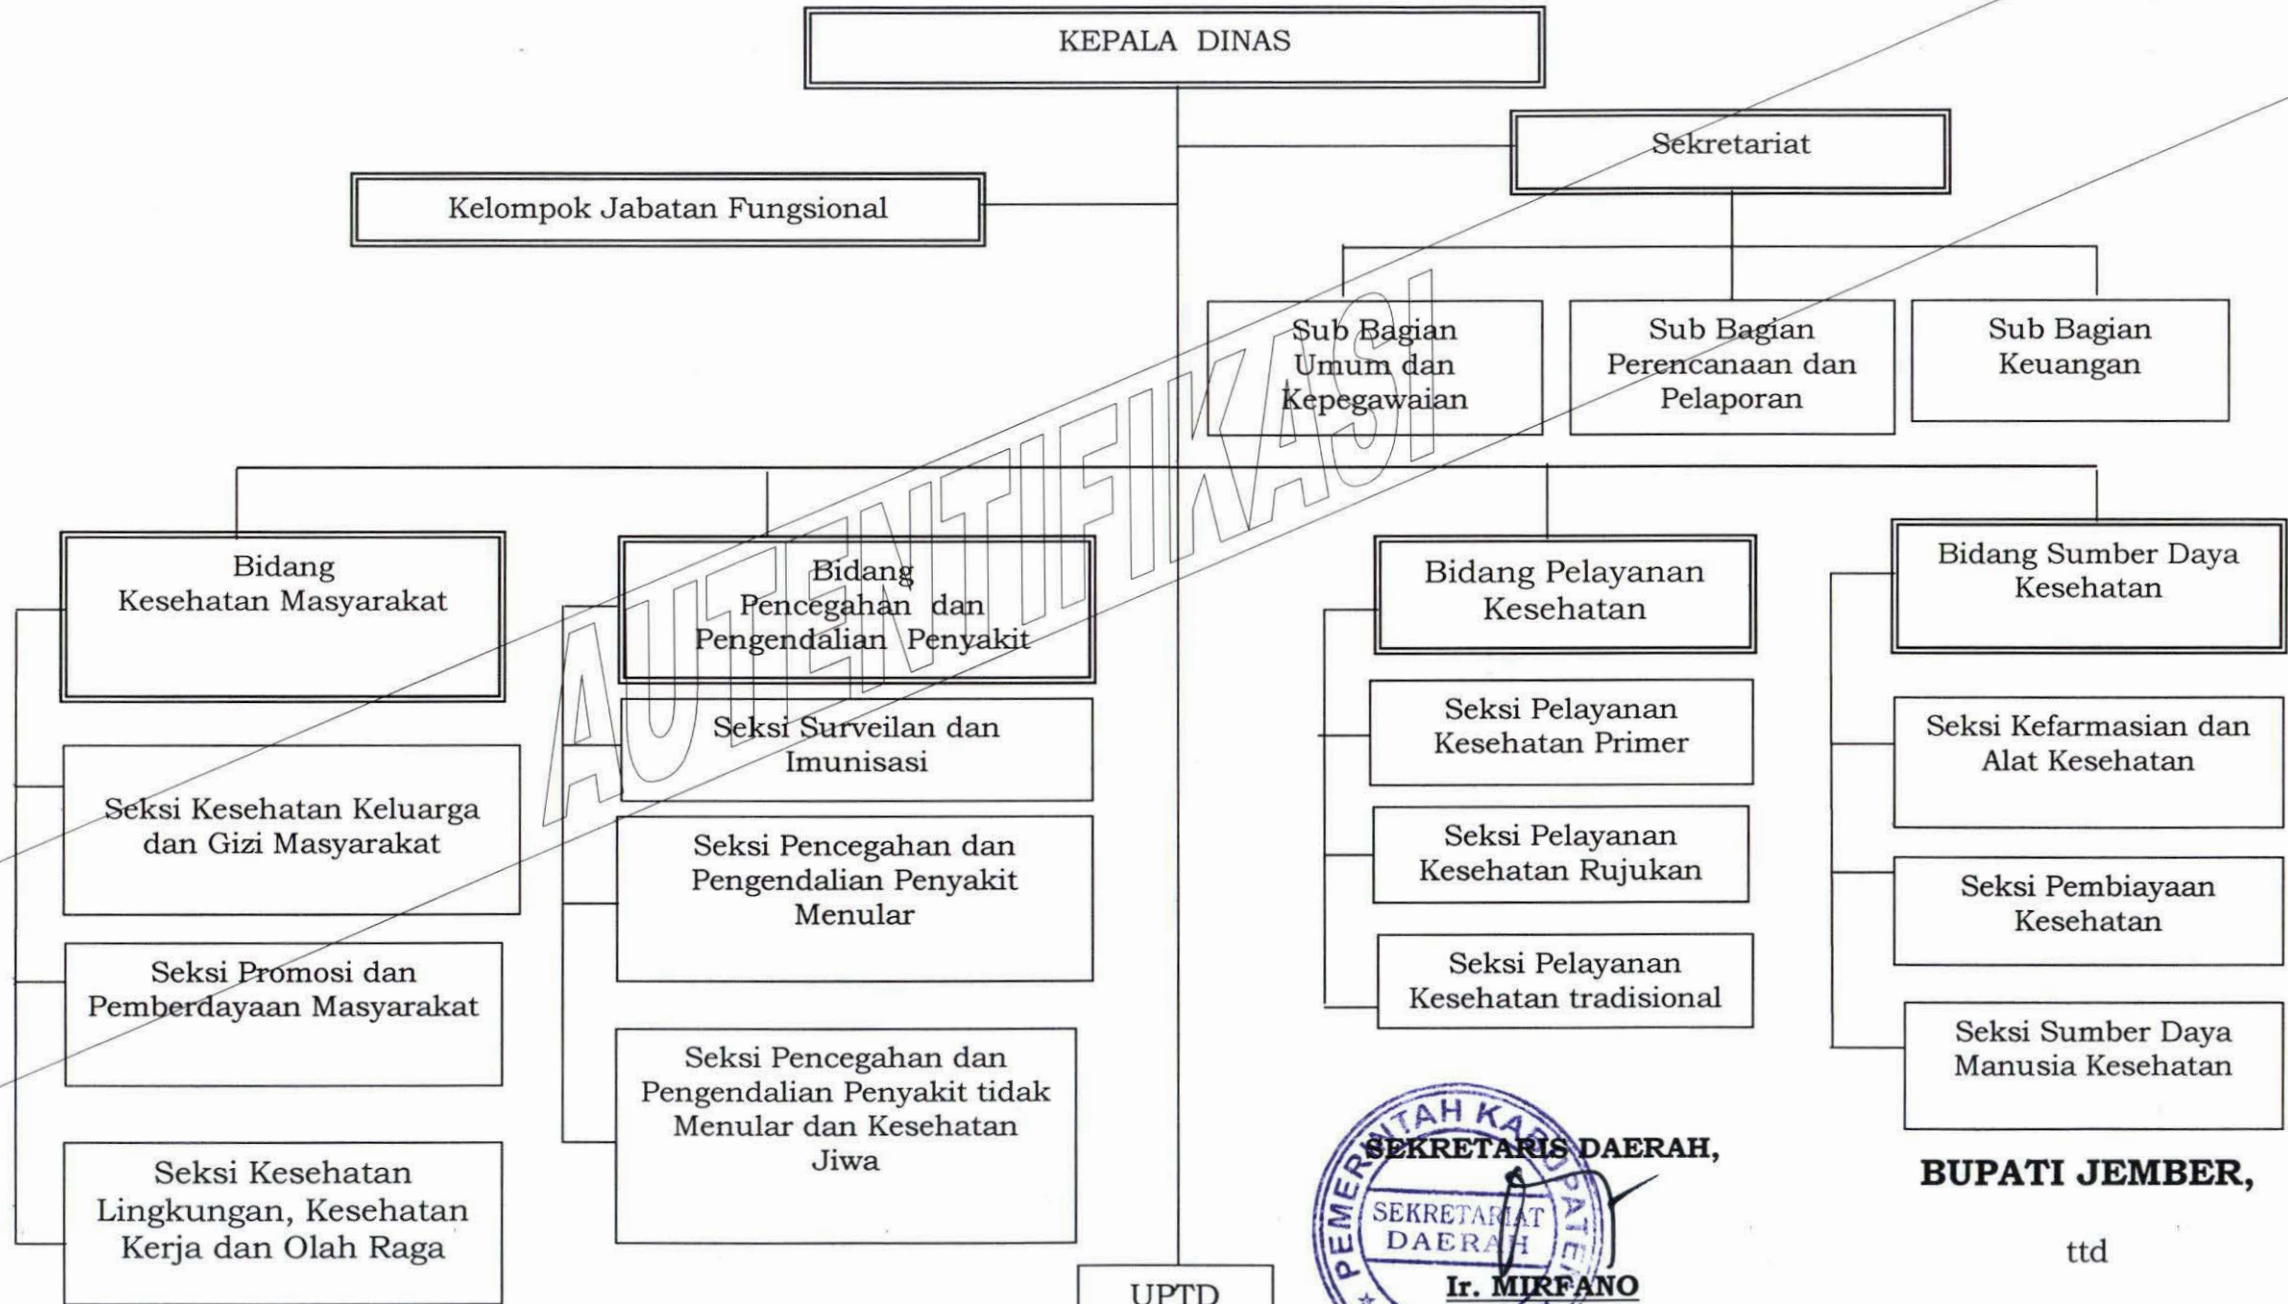 KEPALA DINAS
Sekretariat
Kelompok Jabatan Fungsional
Sub Bagian
Umum dan
Kepegawaian
Sub Bagian
Perencanaan dan
Pelaporan
Sub Bagian
Keuangan
AUTENTIFIKASI
Bidang
Kesehatan Masyarakat
Seksi Kesehatan Keluarga
dan Gizi Masyarakat
Seksi Promosi dan
Pemberdayaan Masyarakat
Seksi Kesehatan
Lingkungan, Kesehatan
Kerja dan Olah Raga
Bidang
Pencegahan dan
Pengendalian Penyakit
Seksi Surveilan dan
Imunisasi
Seksi Pencegahan dan
Pengendalian Penyakit
Menular
Seksi Pencegahan dan
Pengendalian Penyakit tidak
Menular dan Kesehatan
Jiwa
Bidang Pelayanan
Kesehatan
Seksi Pelayanan
Kesehatan Primer
Seksi Pelayanan
Kesehatan Rujukan
Seksi Pelayanan
Kesehatan tradisional
Bidang Sumber Daya
Kesehatan
Seksi Kefarmasian dan
Alat Kesehatan
Seksi Pembiayaan
Kesehatan
Seksi Sumber Daya
Manusia Kesehatan
UPTD
SEKRETARIS DAERAH,
PEMERINTAH KABUPATEN
SEKRETARIAT
DAERAH
Ir. MIRFANO
BUPATI JEMBER,
ttd